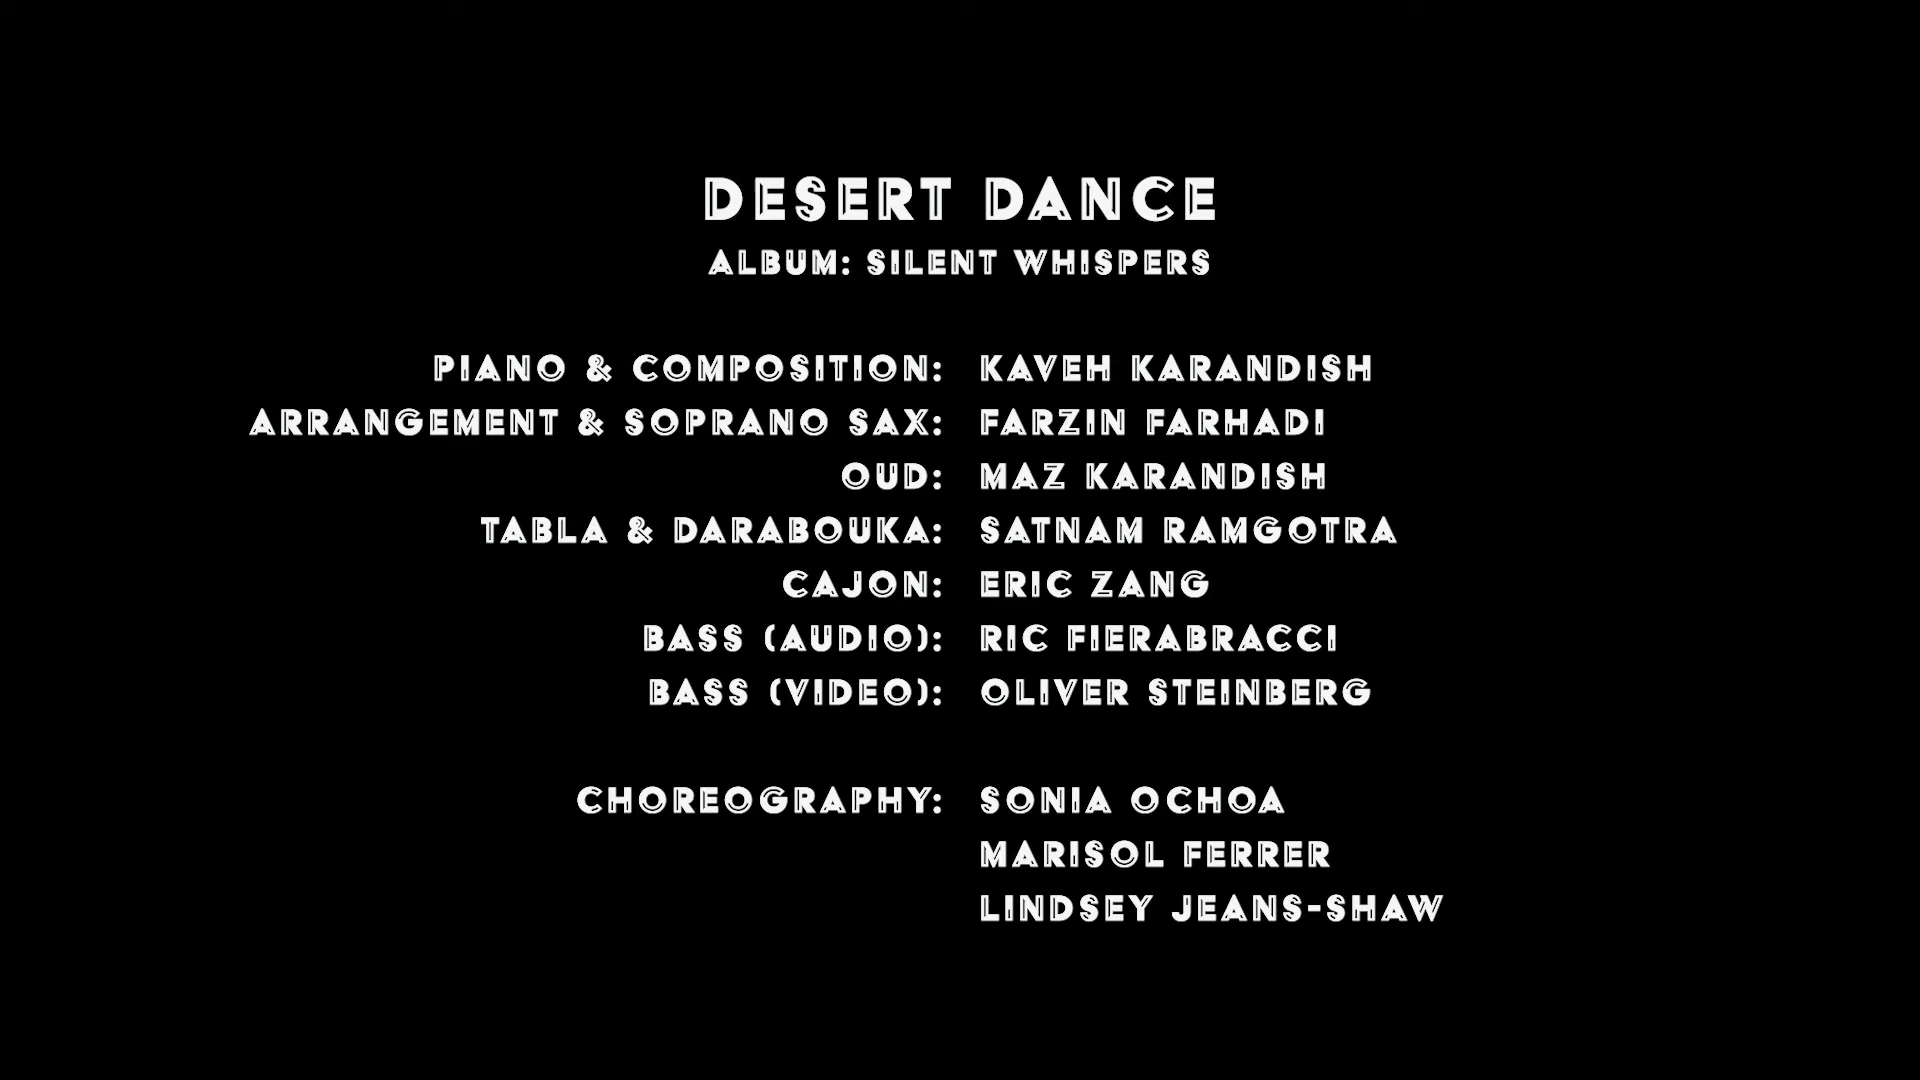 DESERT DANCE
ALBUM: SILENT WHISPERS
PIANO & COMPOSITION: KAVEH KARANDISH
ARRANGEMENT & SOPRANO SAX: FARZIN FARHADI
OUD: MAZ KARANDISH
TABLA & DARABOUKA: SATNAM RAMGOTRA
CAJON: ERIC ZANG
BASS (AUDIO): RIC FIERABRACCI
BASS (VIDEO): OLIVER STEINBERG
CHOREOGRAPHY: SONIA OCHOA
MARISOL FERRER
LINDSEY JEANS-SHAW